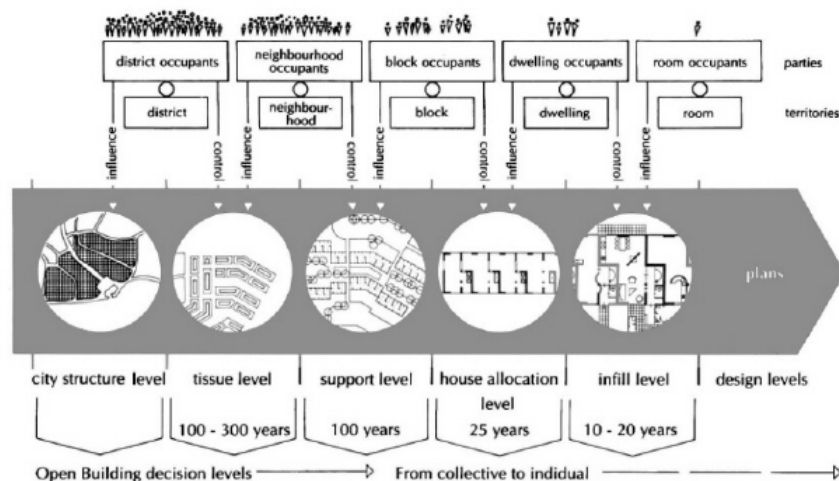 district occupants
neighbourhood occupants
block occupants
dwelling occupants
room occupants
parties
district
neighbour-
hood
block
dwelling
room
territories
influence
control
influence
control
influence
control
influence
control
influence
plans
city structure level
tissue level
support level
house allocation
level
infill level
design levels
100 - 300 years
100 years
25 years
10 - 20 years
Open Building decision levels
From collective to indidual